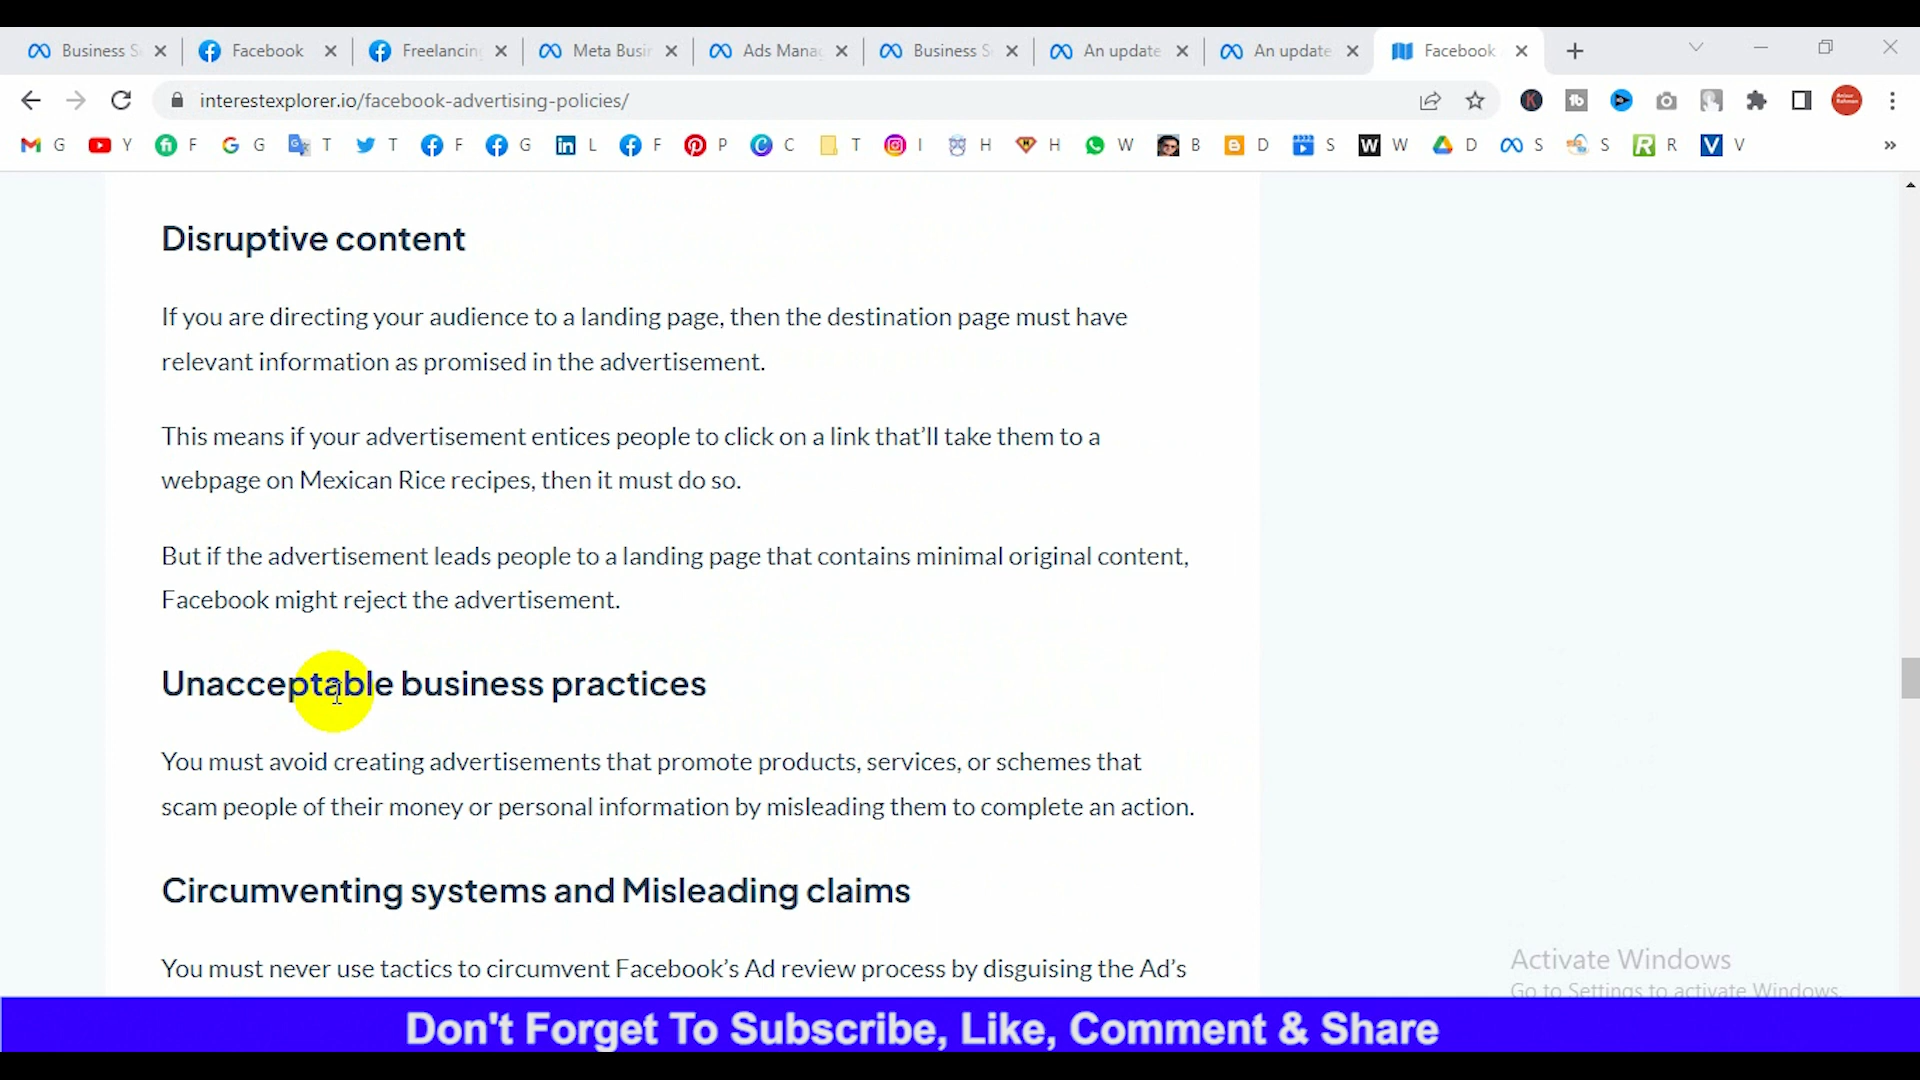 Business S
Facebook
Freelancing
Meta Busin
Ads Mana
Business S
An update
An update
Facebook
interestexplorer.io/facebook-advertising-policies/
G Y F G T T F G L F P C T I H H W B D S W D S S R V
Disruptive content
If you are directing your audience to a landing page, then the destination page must have
relevant information as promised in the advertisement.
This means if your advertisement entices people to click on a link that’ll take them to a
webpage on Mexican Rice recipes, then it must do so.
But if the advertisement leads people to a landing page that contains minimal original content,
Facebook might reject the advertisement.
Unacceptable business practices
You must avoid creating advertisements that promote products, services, or schemes that
scam people of their money or personal information by misleading them to complete an action.
Circumventing systems and Misleading claims
You must never use tactics to circumvent Facebook’s Ad review process by disguising the Ad’s
Activate Windows
Go to Settings to activate Windows.
Don't Forget To Subscribe, Like, Comment & Share